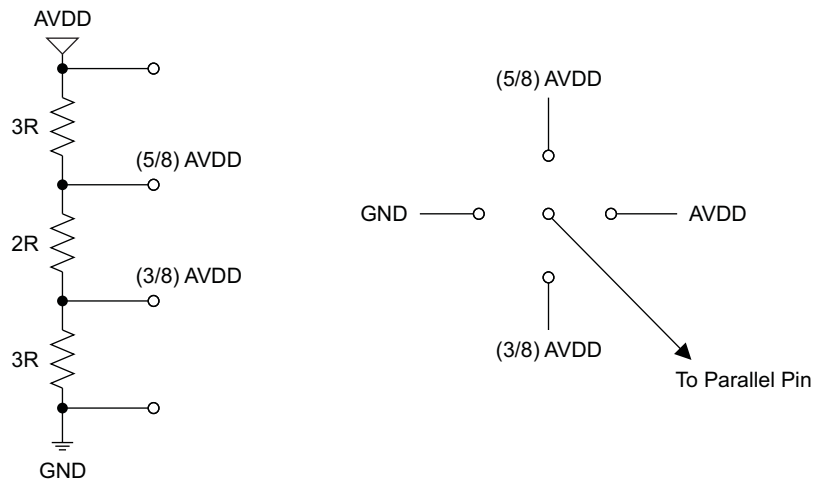 AVDD
3R
(5/8) AVDD
2R
(3/8) AVDD
3R
GND
(5/8) AVDD
GND
AVDD
(3/8) AVDD
To Parallel Pin